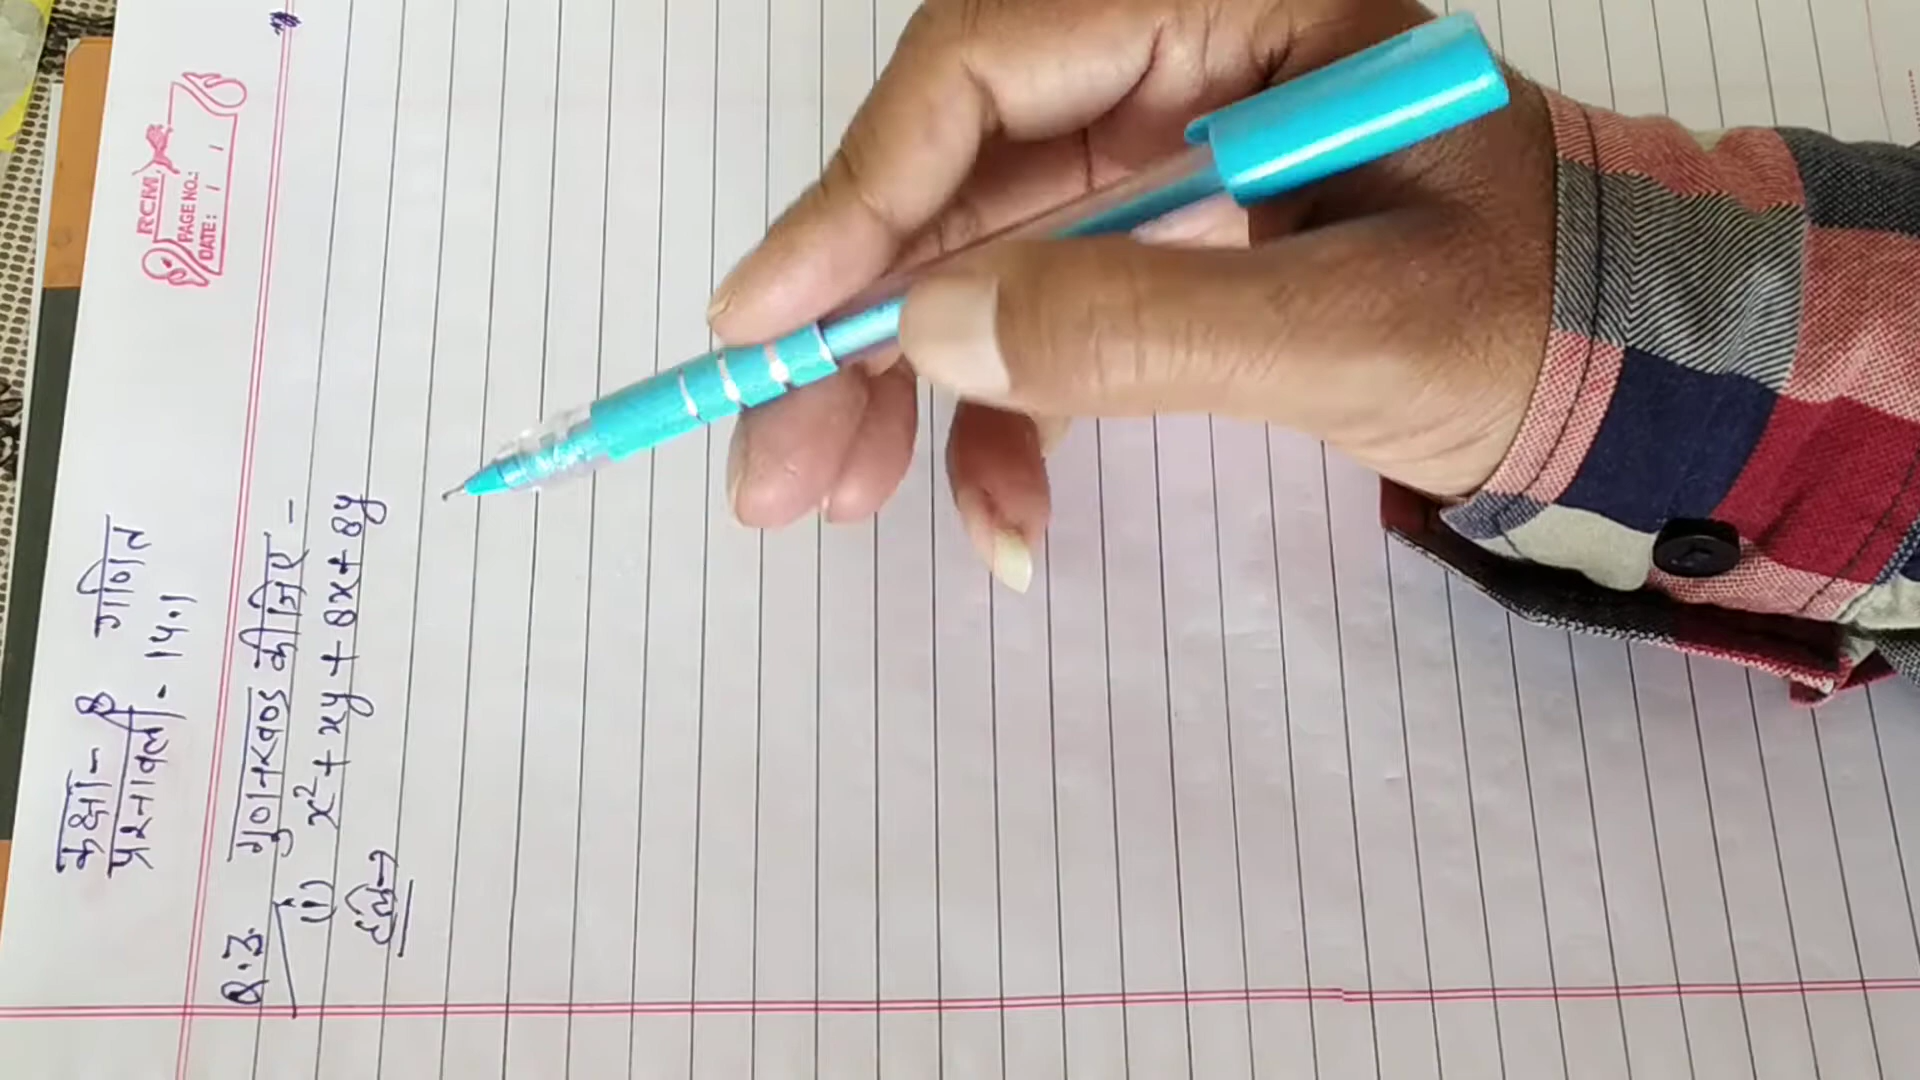 RCM
PAGE NO.:
DATE: / /
कक्षा - 8 गणित
प्रश्नावली - 14.1
Q.3. गुणनखण्ड कीजिए -
(i) x² + xy + 8x + 8y
हल →